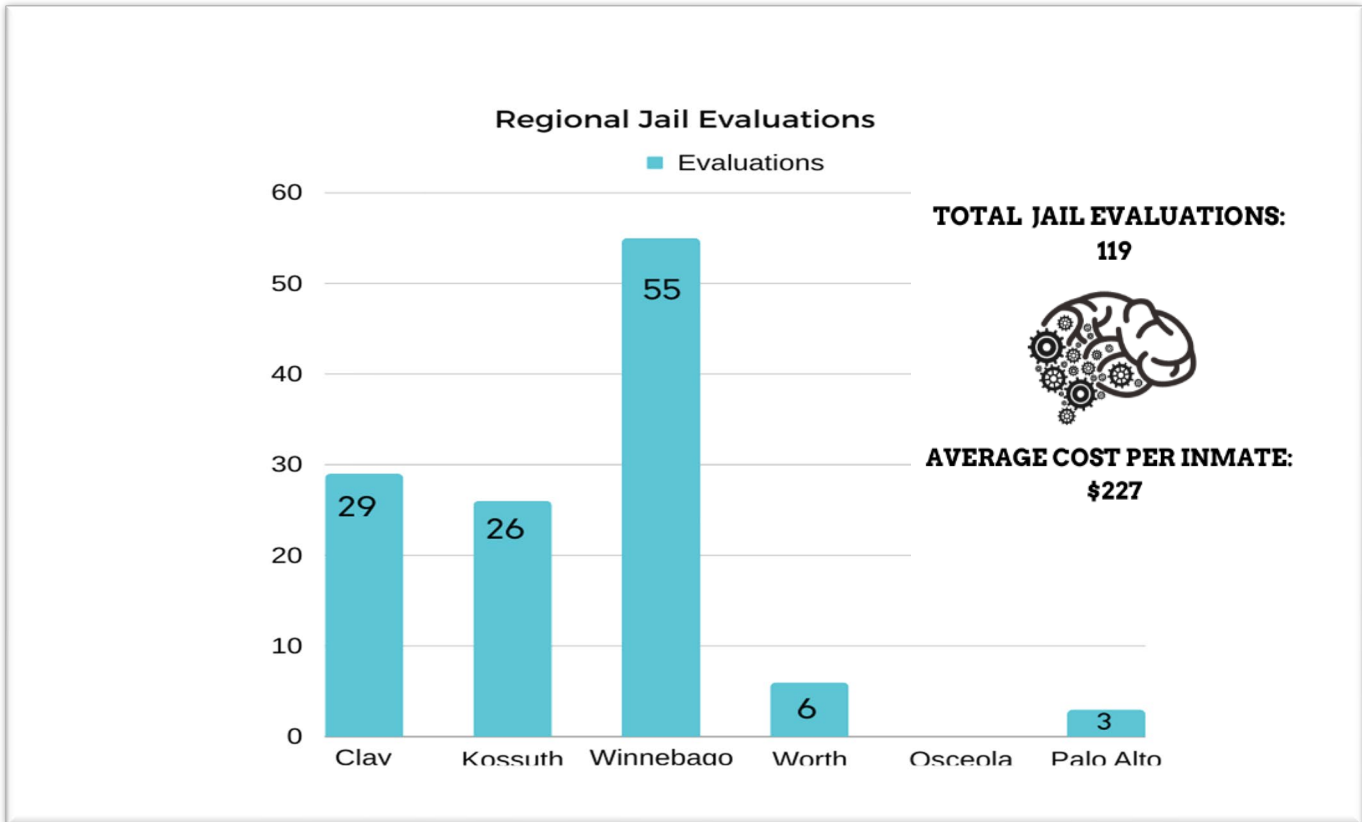 Regional Jail Evaluations
Evaluations
60
50
40
30
20
10
0
55
29
26
6
3
Clay
Kossuth
Winnebago
Worth
Osceola
Palo Alto
TOTAL JAIL EVALUATIONS:
119
AVERAGE COST PER INMATE:
$227